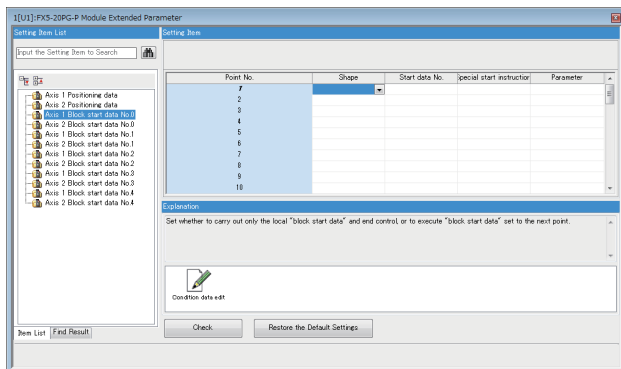 1[U1]:FX5-20PG-P Module Extended Parameter
Setting Item List
Setting Item
Input the Setting Item to Search
Axis 1 Positioning data
Axis 2 Positioning data
Axis 1 Block start data No.0
Axis 2 Block start data No.0
Axis 1 Block start data No.1
Axis 2 Block start data No.1
Axis 1 Block start data No.2
Axis 2 Block start data No.2
Axis 1 Block start data No.3
Axis 2 Block start data No.3
Axis 1 Block start data No.4
Axis 2 Block start data No.4
Item List Find Result
Point No. Shape Start data No. pecial start instruction Parameter
1
2
3
4
5
6
7
8
9
10
Explanation
Set whether to carry out only the local "block start data" and end control, or to execute "block start data" set to the next point.
Condition data edit
Check Restore the Default Settings